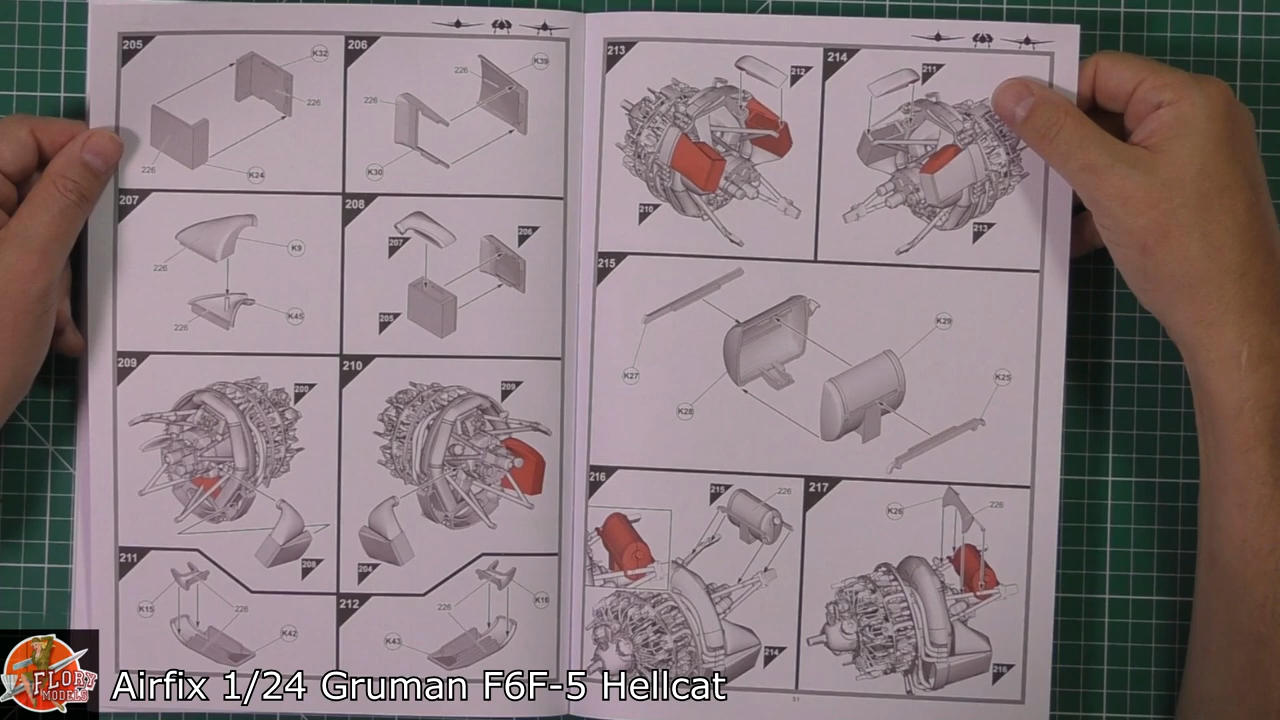 205
K32
226
226
K24
206
K39
226
226
K30
207
K9
226
K45
226
208
207
206
205
209
200
208
210
209
204
211
K15
226
K42
212
226
K16
K43
213
212
210
214
211
213
215
K27
K28
K29
K25
216
215
226
214
217
K26
226
216
51
FLORY
MODELS
Airfix 1/24 Gruman F6F-5 Hellcat